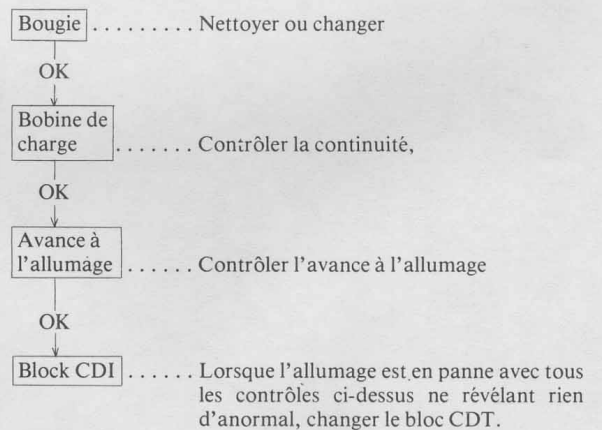 Bougie ......... Nettoyer ou changer
OK
Bobine de
charge ....... Contrôler la continuité,
OK
Avance à
l'allumage ...... Contrôler l'avance à l'allumage
OK
Block CDI ...... Lorsque l'allumage est en panne avec tous
les contrôles ci-dessus ne révélant rien
d'anormal, changer le bloc CDT.